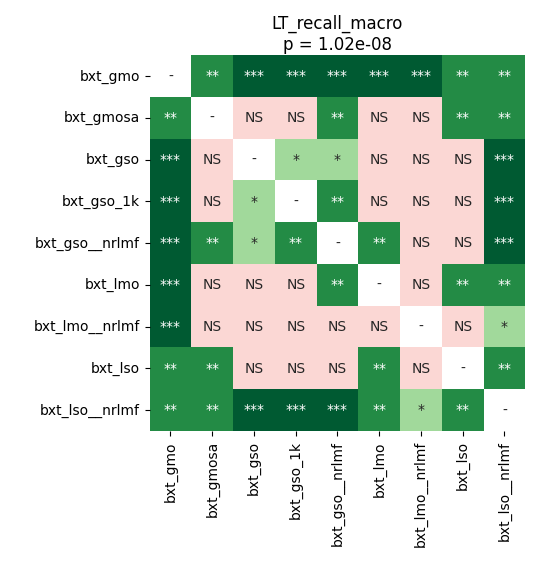 LT_recall_macro
p = 1.02e-08
bxt_gmo - ** *** *** *** *** *** ** **
bxt_gmosa ** - NS NS ** NS NS ** **
bxt_gso *** NS - * * NS NS NS ***
bxt_gso_1k *** NS * - ** NS NS NS ***
bxt_gso__nrlmf *** ** * ** - ** NS NS ***
bxt_lmo *** NS NS NS ** - NS ** **
bxt_lmo__nrlmf *** NS NS NS NS NS - NS *
bxt_lso ** ** NS NS NS ** NS - **
bxt_lso__nrlmf ** ** *** *** *** ** * ** -
bxt_gmo
bxt_gmosa
bxt_gso
bxt_gso_1k
bxt_gso__nrlmf
bxt_lmo
bxt_lmo__nrlmf
bxt_lso
bxt_lso__nrlmf